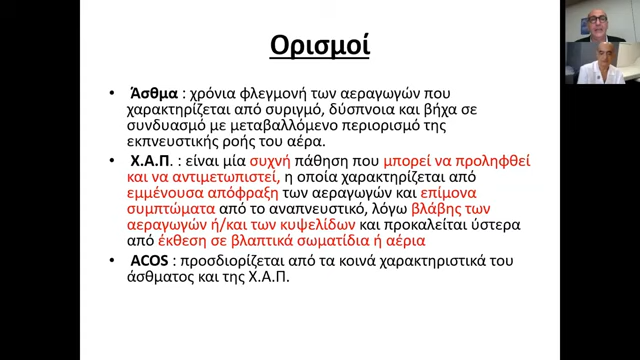 Ορισμοί
• Άσθμα : χρόνια φλεγμονή των αεραγωγών που
χαρακτηρίζεται από συριγμό, δύσπνοια και βήχα σε
συνδυασμό με μεταβαλλόμενο περιορισμό της
εκπνευστικής ροής του αέρα.
• Χ.Α.Π. : είναι μία συχνή πάθηση που μπορεί να προληφθεί
και να αντιμετωπιστεί, η οποία χαρακτηρίζεται από
εμμένουσα απόφραξη των αεραγωγών και επίμονα
συμπτώματα από το αναπνευστικό, λόγω βλάβης των
αεραγωγών ή/και των κυψελίδων και προκαλείται ύστερα
από έκθεση σε βλαπτικά σωματίδια ή αέρια
• ACOS : προσδιορίζεται από τα κοινά χαρακτηριστικά του
άσθματος και της Χ.Α.Π.